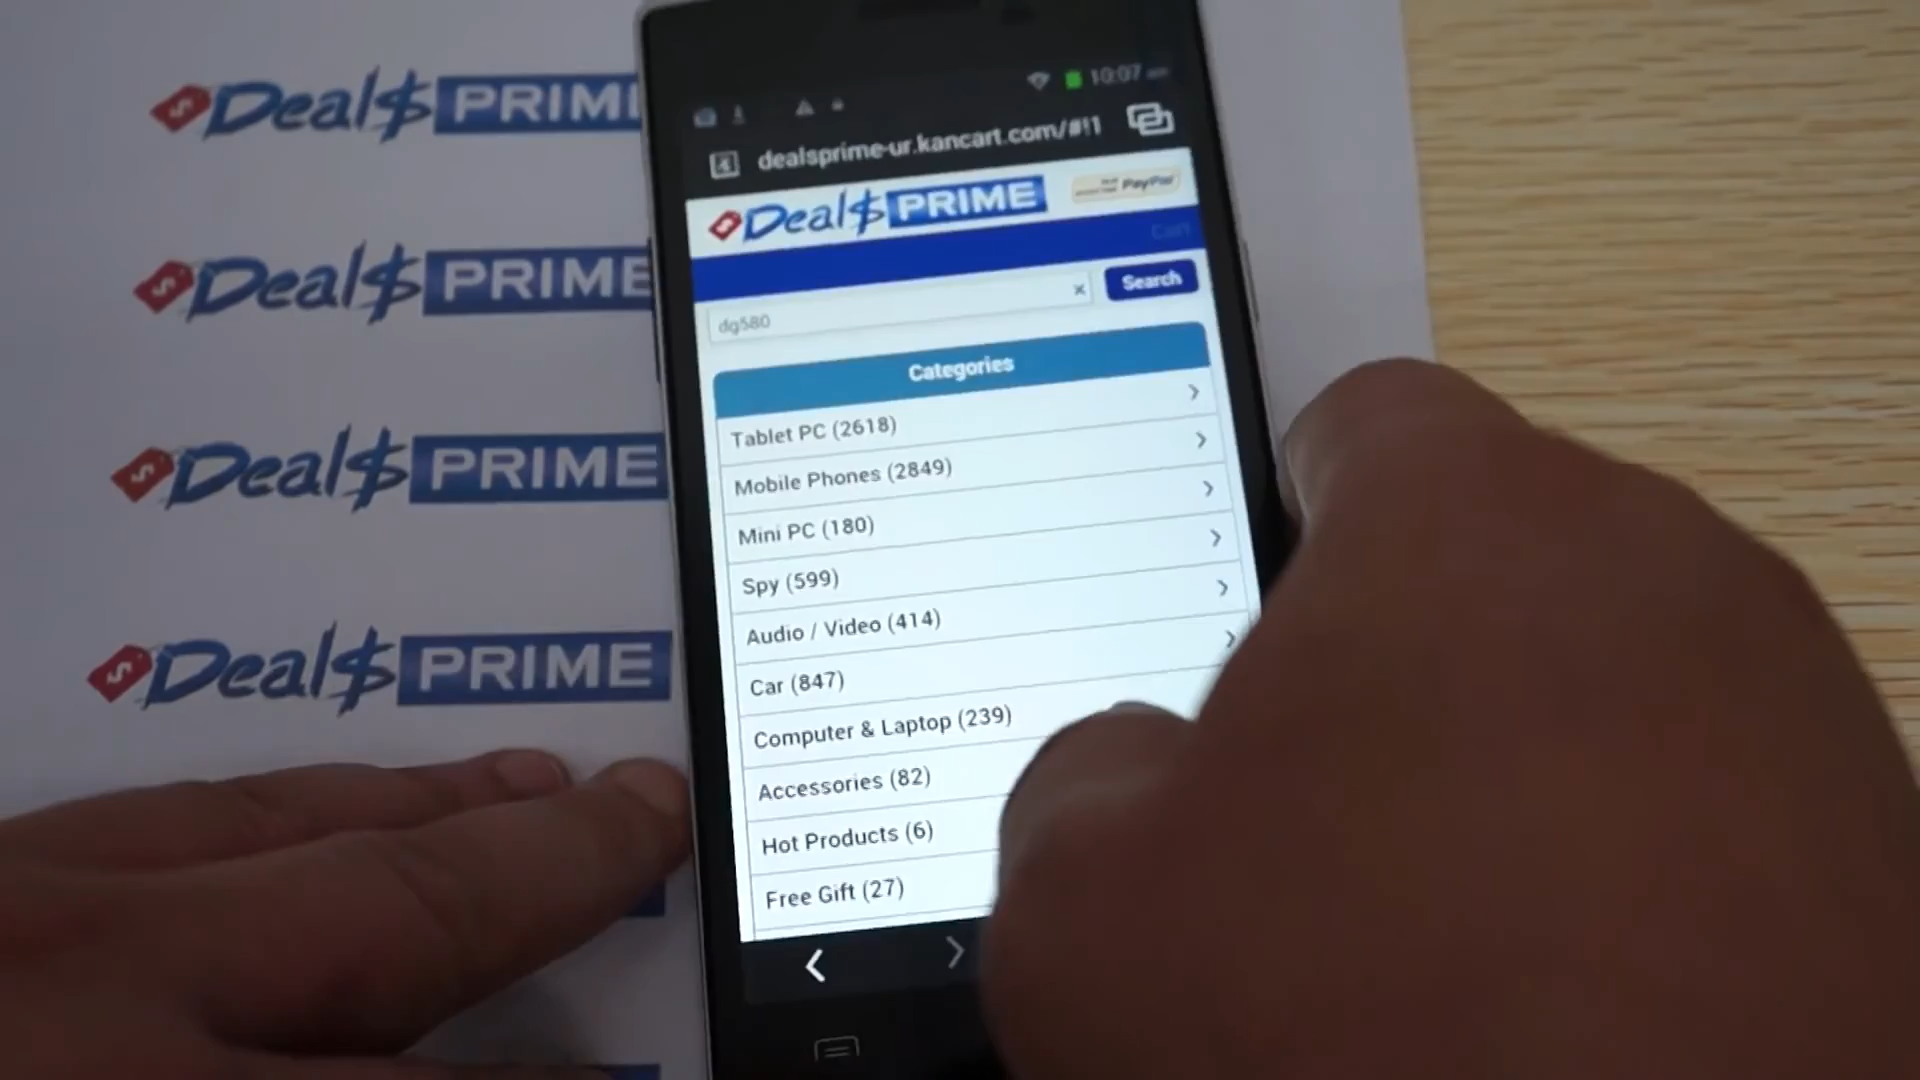 Deal$ PRIM
Deal$ PRIME
Deal$ PRIME
Deal$ PRIME
10:07
dealsprime-ur.kancart.com/#!1
Deal$ PRIME
PayPal
Cart
dg580
×
Search
Categories
Tablet PC (2618)
Mobile Phones (2849)
Mini PC (180)
Spy (599)
Audio / Video (414)
Car (847)
Computer & Laptop (239)
Accessories (82)
Hot Products (6)
Free Gift (27)